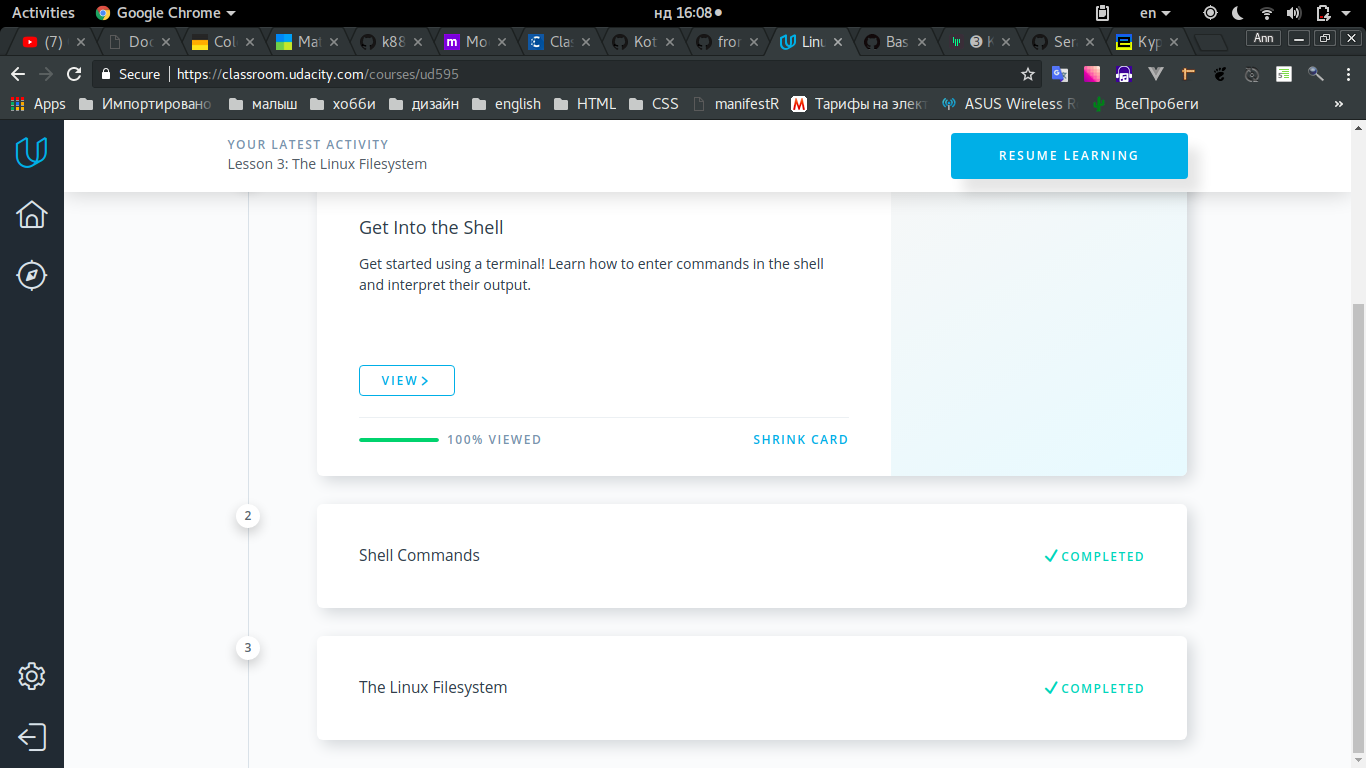 Activities Google Chrome нд 16:08 en
(7) Doc Col Mat k88 Mo Clas Kot fror Linu Bas 3 K Ser Кур Ann
Secure https://classroom.udacity.com/courses/ud595
Apps Импортировано малыш хобби дизайн english HTML CSS manifestR Тарифы на элект ASUS Wireless R ВсеПробеги »
YOUR LATEST ACTIVITY
Lesson 3: The Linux Filesystem
RESUME LEARNING
Get Into the Shell
Get started using a terminal! Learn how to enter commands in the shell
and interpret their output.
VIEW
100% VIEWED SHRINK CARD
2
Shell Commands COMPLETED
3
The Linux Filesystem COMPLETED